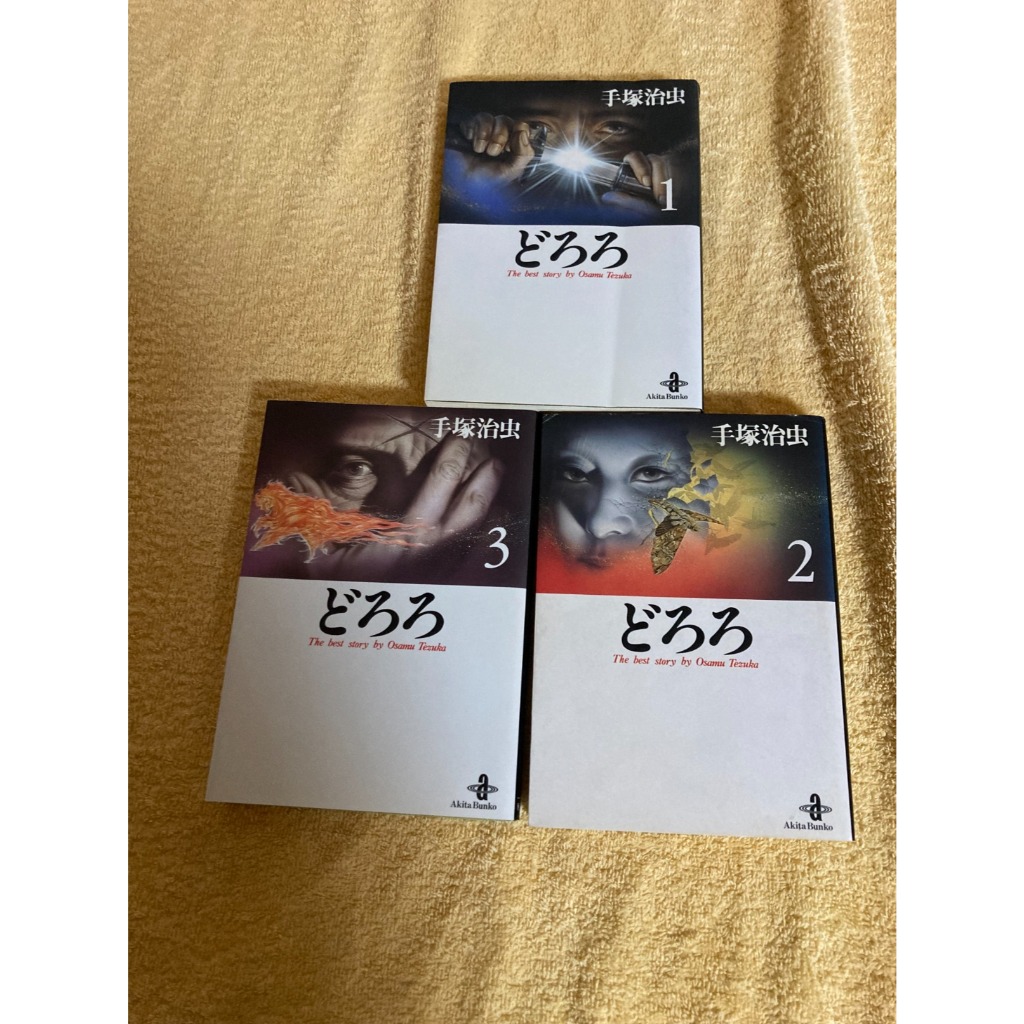 手塚治虫
1
どろろ
The best story by Osamu Tezuka
a
Akita Bunko
手塚治虫
3
どろろ
The best story by Osamu Tezuka
a
Akita Bunko
手塚治虫
2
どろろ
The best story by Osamu Tezuka
a
Akita Bunko